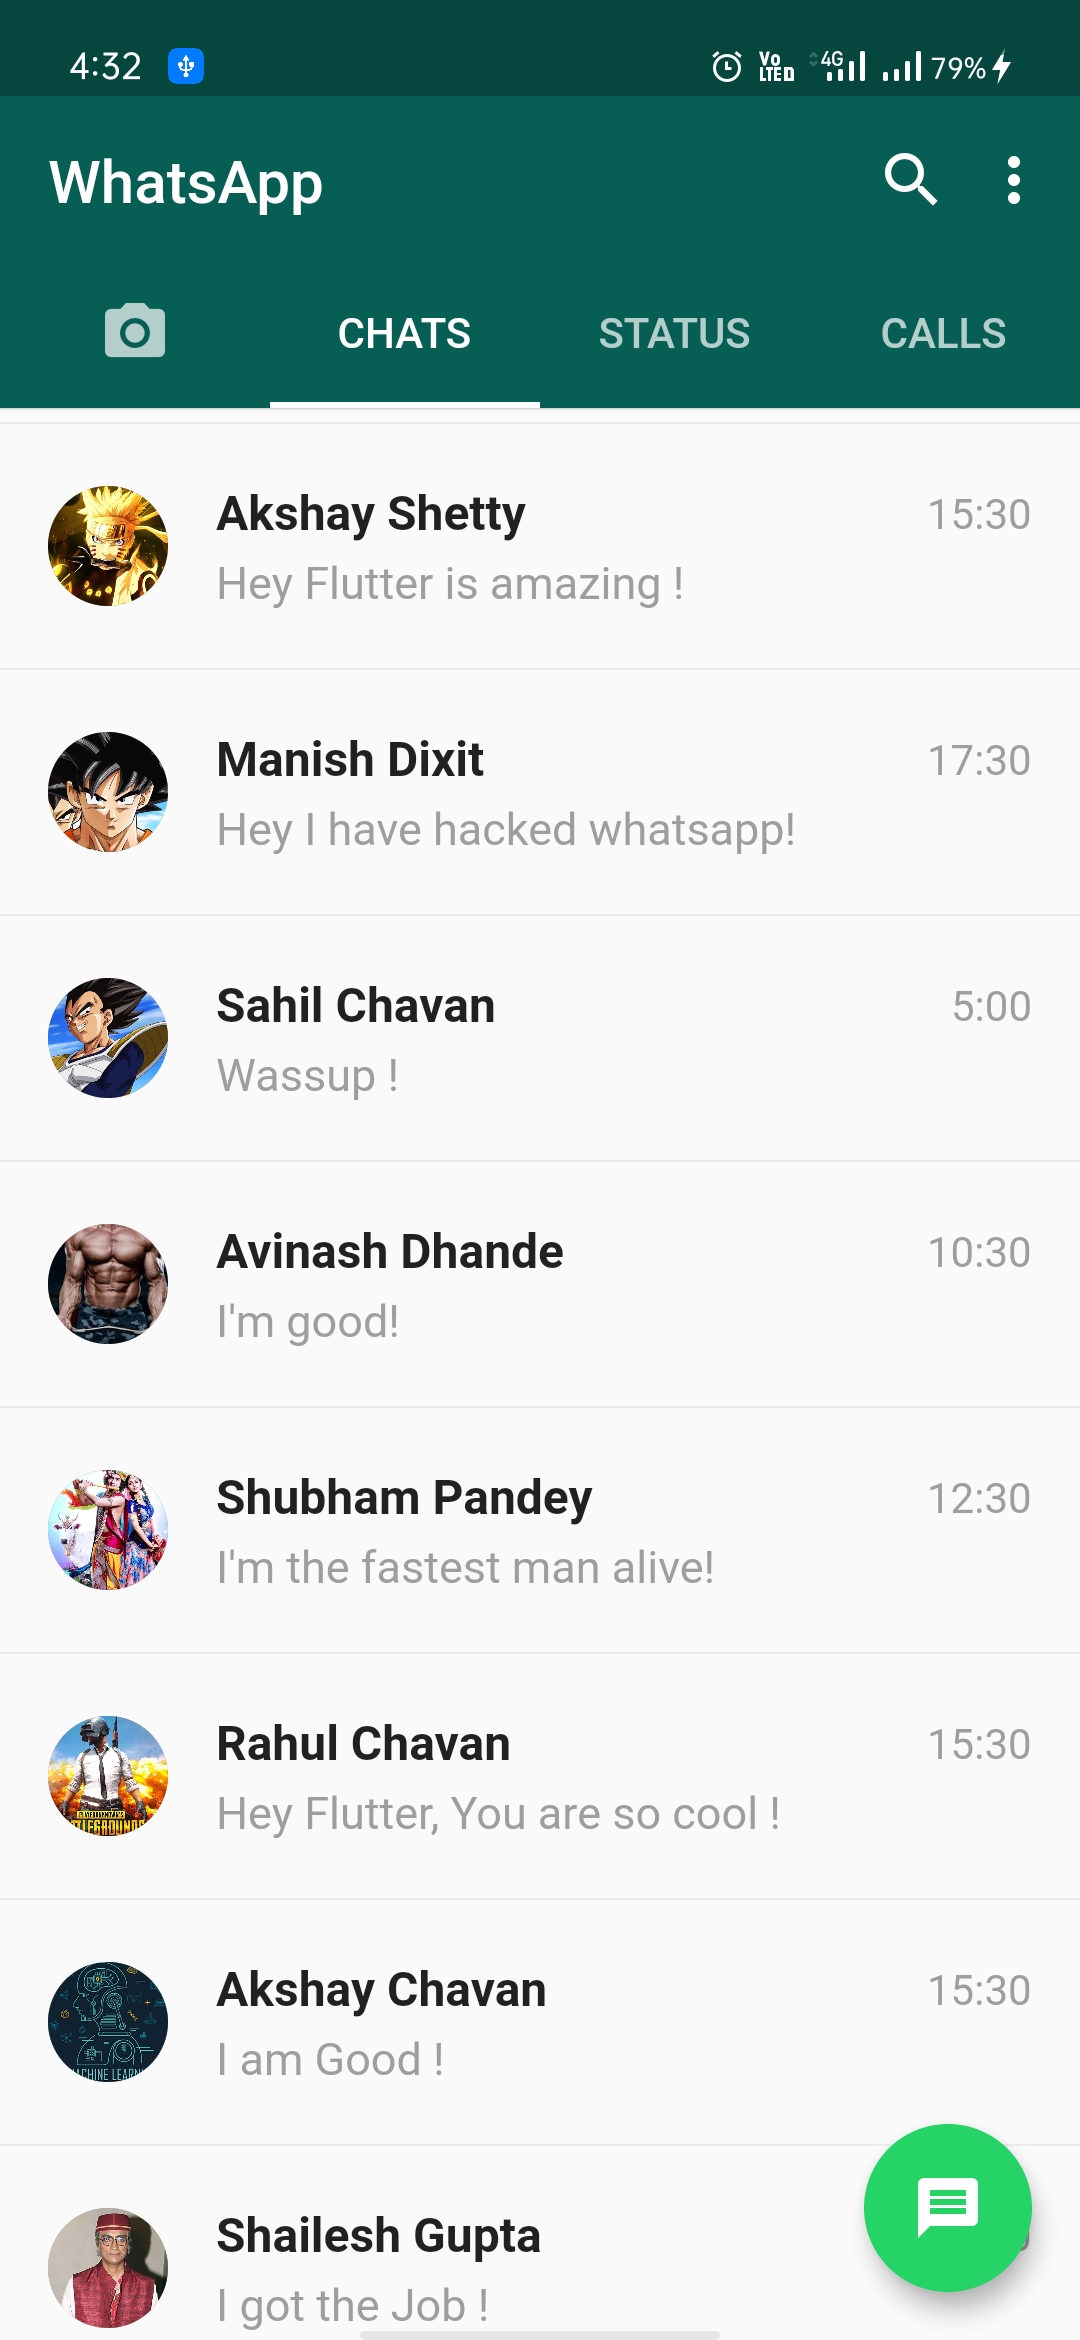 4:32 Vo LTE 4G 79%
WhatsApp
CHATS STATUS CALLS
Akshay Shetty 15:30
Hey Flutter is amazing !
Manish Dixit 17:30
Hey I have hacked whatsapp!
Sahil Chavan 5:00
Wassup !
Avinash Dhande 10:30
I'm good!
Shubham Pandey 12:30
I'm the fastest man alive!
Rahul Chavan 15:30
Hey Flutter, You are so cool !
Akshay Chavan 15:30
I am Good !
Shailesh Gupta
I got the Job !